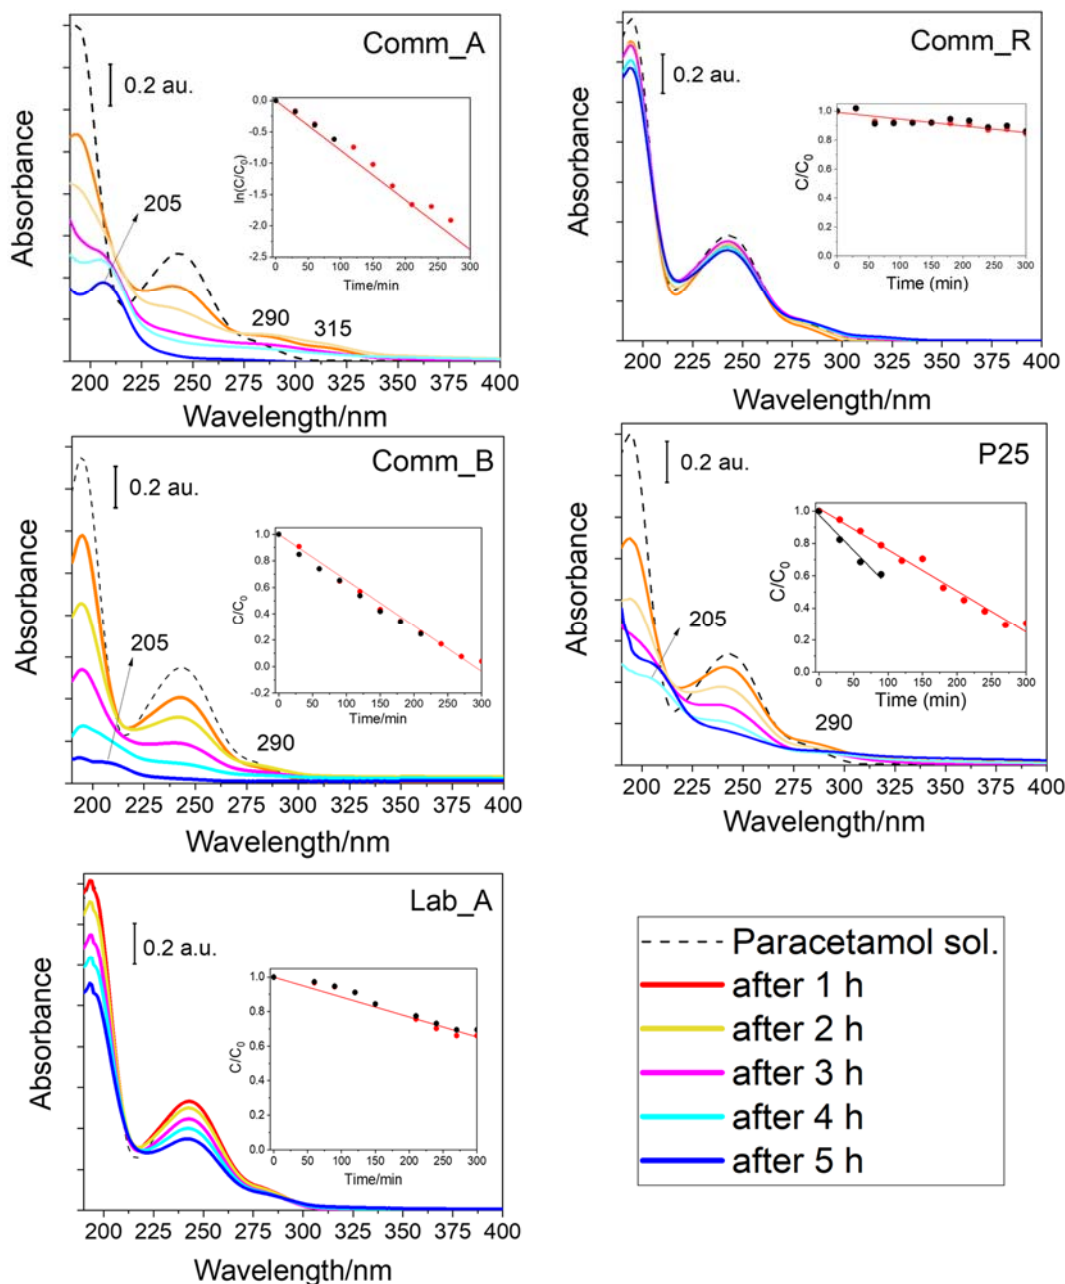 Comm_A
0.2 au.
205
290
315
Absorbance
200 225 250 275 300 325 350 375 400
Wavelength/nm
ln(C/C0)
0.0
-0.5
-1.0
-1.5
-2.0
-2.5
0 50 100 150 200 250 300
Time/min
Comm_R
0.2 au.
Absorbance
200 225 250 275 300 325 350 375 400
Wavelength/nm
C/C0
1.0
0.8
0.6
0.4
0.2
0.0
0 50 100 150 200 250 300
Time (min)
Comm_B
0.2 au.
205
290
Absorbance
200 225 250 275 300 325 350 375 400
Wavelength/nm
C/C0
1.0
0.8
0.6
0.4
0.2
0.0
-0.2
0 50 100 150 200 250 300
Time/min
P25
0.2 au.
205
290
Absorbance
200 225 250 275 300 325 350 375 400
Wavelength/nm
C/C0
1.0
0.8
0.6
0.4
0.2
0.0
0 50 100 150 200 250 300
Time (min)
Lab_A
0.2 a.u.
Absorbance
200 225 250 275 300 325 350 375 400
Wavelength/nm
C/C0
1.0
0.8
0.6
0.4
0.2
0.0
0 50 100 150 200 250 300
Time/min
Paracetamol sol.
after 1 h
after 2 h
after 3 h
after 4 h
after 5 h